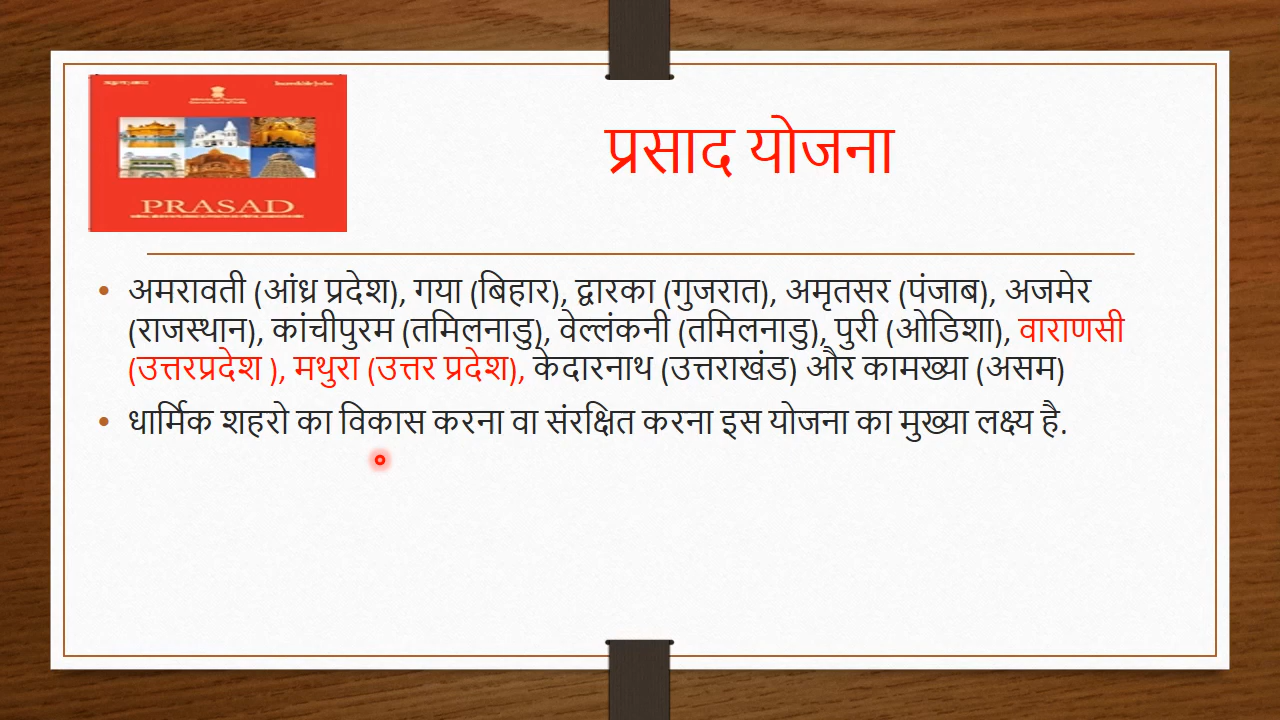 प्रसाद योजना
PRASAD
• अमरावती (आंध्र प्रदेश), गया (बिहार), द्वारका (गुजरात), अमृतसर (पंजाब), अजमेर
(राजस्थान), कांचीपुरम (तमिलनाडु), वेल्लंकनी (तमिलनाडु), पुरी (ओडिशा), वाराणसी
(उत्तरप्रदेश ), मथुरा (उत्तर प्रदेश), केदारनाथ (उत्तराखंड) और कामख्या (असम)
• धार्मिक शहरो का विकास करना वा संरक्षित करना इस योजना का मुख्या लक्ष्य है.